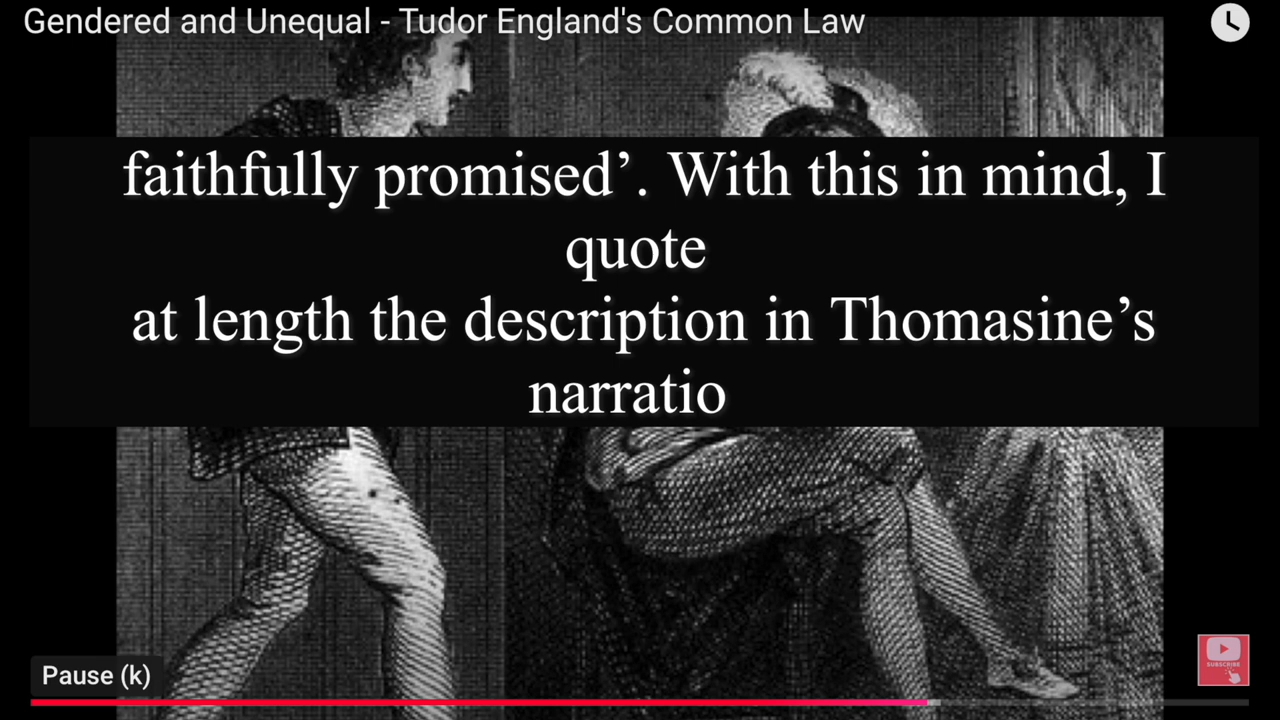 Gendered and Unequal - Tudor England's Common Law
faithfully promised’. With this in mind, I
quote
at length the description in Thomasine’s
narratio
Pause (k)
SUBSCRIBE